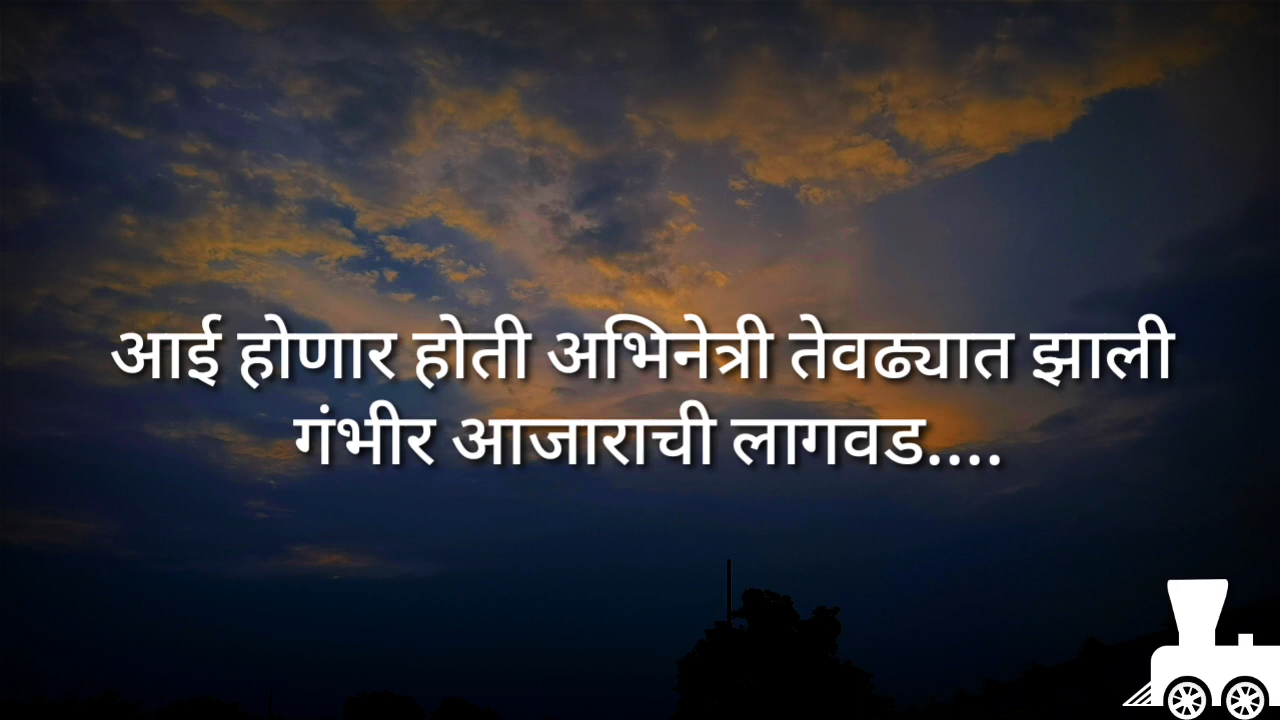 आई होणार होती अभिनेत्री तेवढ्यात झाली
गंभीर आजाराची लागवड....